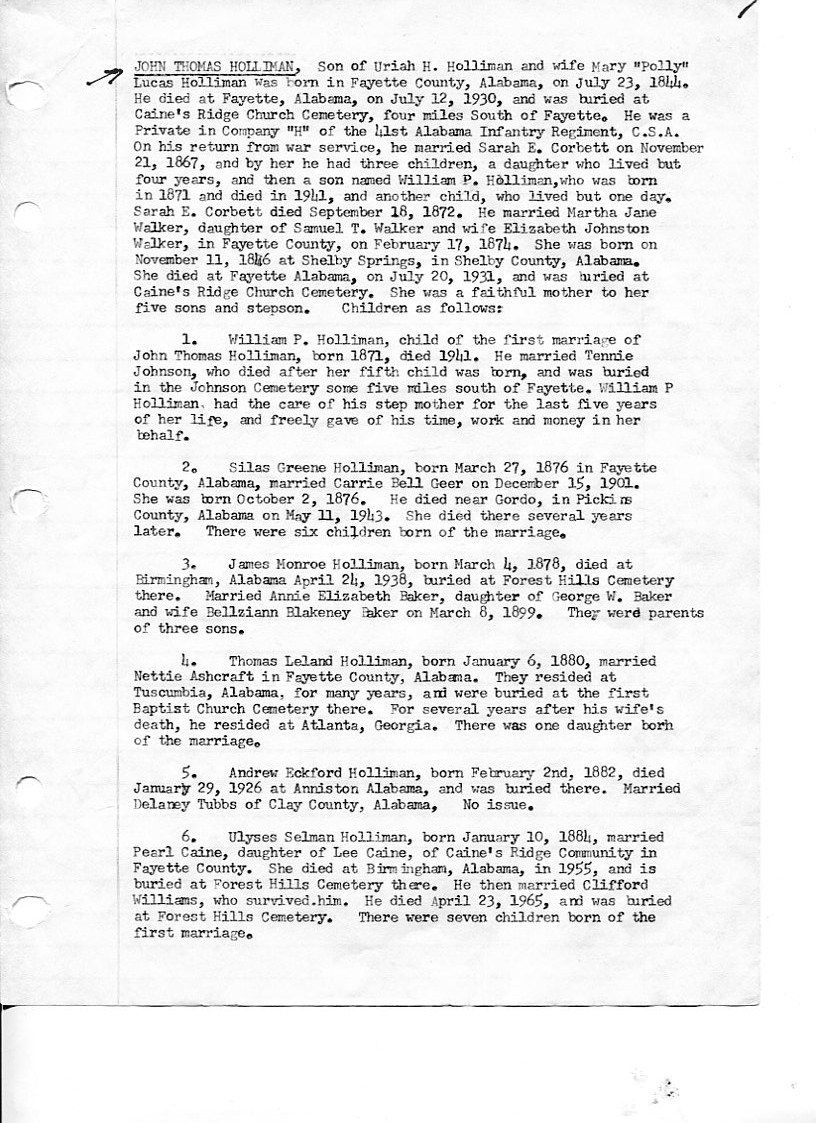 JOHN THOMAS HOLLIMAN, Son of Uriah H. Holliman and wife Mary "Polly"
Lucas Holliman was born in Fayette County, Alabama, on July 23, 1844.
He died at Fayette, Alabama, on July 12, 1930, and was buried at
Caine's Ridge Church Cemetery, four miles South of Fayette. He was a
Private in Company "H" of the 41st Alabama Infantry Regiment, C.S.A.
On his return from war service, he married Sarah E. Corbett on November
21, 1867, and by her he had three children, a daughter who lived but
four years, and then a son named William P. Holliman,who was born
in 1871 and died in 1941, and another child, who lived but one day.
Sarah E. Corbett died September 18, 1872. He married Martha Jane
Walker, daughter of Samuel T. Walker and wife Elizabeth Johnston
Walker, in Fayette County, on February 17, 1874. She was born on
November 11, 1846 at Shelby Springs, in Shelby County, Alabama.
She died at Fayette Alabama, on July 20, 1931, and was buried at
Caine's Ridge Church Cemetery. She was a faithful mother to her
five sons and stepson. Children as follows:
1. William P. Holliman, child of the first marriage of
John Thomas Holliman, born 1871, died 1941. He married Tennie
Johnson, who died after her fifth child was born, and was buried
in the Johnson Cemetery some five miles south of Fayette. William P
Holliman, had the care of his step mother for the last five years
of her life, and freely gave of his time, work and money in her
behalf.
2. Silas Greene Holliman, born March 27, 1876 in Fayette
County, Alabama, married Carrie Bell Geer on December 15, 1901.
She was born October 2, 1876. He died near Gordo, in Pickins
County, Alabama on May 11, 1943. She died there several years
later. There were six children born of the marriage.
3. James Monroe Holliman, born March 4, 1878, died at
Birmingham, Alabama April 24, 1938, buried at Forest Hills Cemetery
there. Married Annie Elizabeth Baker, daughter of George W. Baker
and wife Bellziann Blakeney Baker on March 8, 1899. They were parents
of three sons.
4. Thomas Leland Holliman, born January 6, 1880, married
Nettie Ashcraft in Fayette County, Alabama. They resided at
Tuscumbia, Alabama, for many years, and were buried at the first
Baptist Church Cemetery there. For several years after his wife's
death, he resided at Atlanta, Georgia. There was one daughter born
of the marriage.
5. Andrew Eckford Holliman, born February 2nd, 1882, died
January 29, 1926 at Anniston Alabama, and was buried there. Married
Delaney Tubbs of Clay County, Alabama, No issue.
6. Ulyses Selman Holliman, born January 10, 1884, married
Pearl Caine, daughter of Lee Caine, of Caine's Ridge Community in
Fayette County. She died at Birmingham, Alabama, in 1955, and is
buried at Forest Hills Cemetery there. He then married Clifford
Williams, who survived.him. He died April 23, 1965, and was buried
at Forest Hills Cemetery. There were seven children born of the
first marriage.